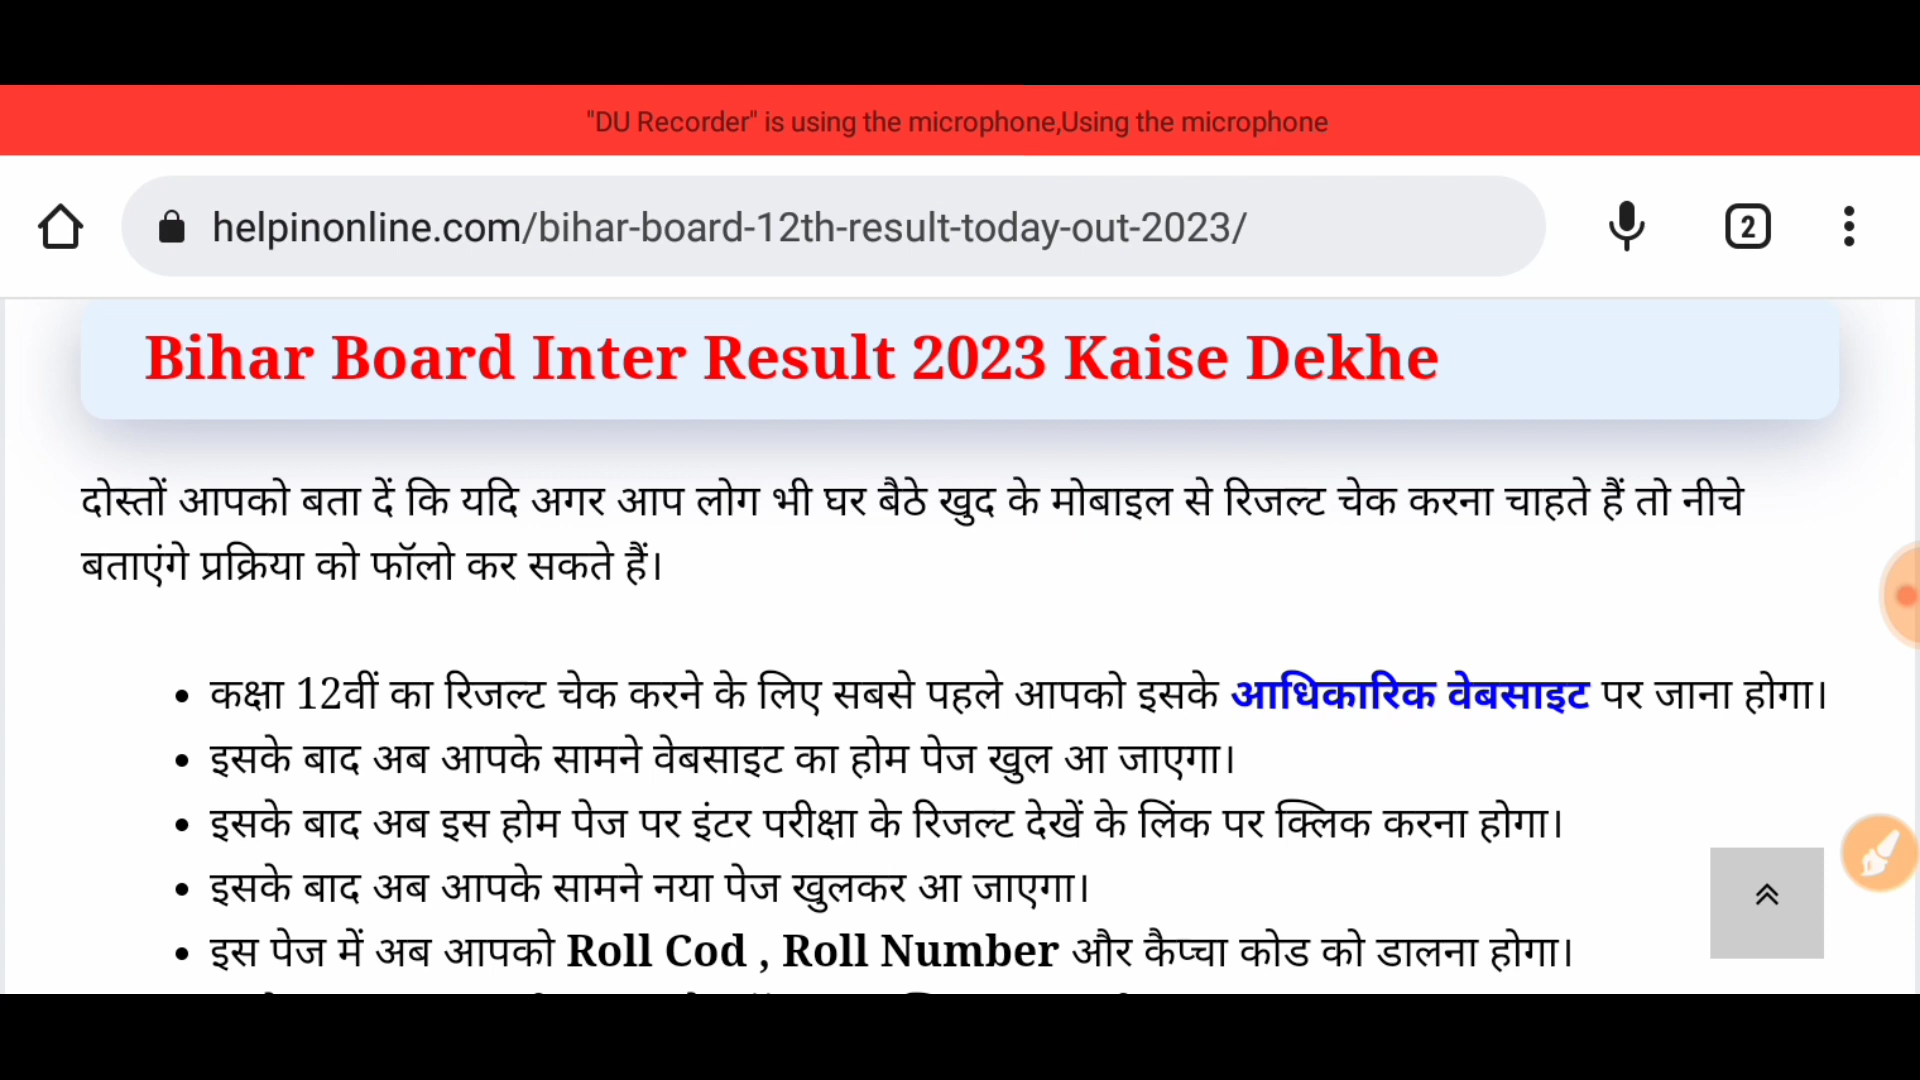 "DU Recorder" is using the microphone,Using the microphone
helpinonline.com/bihar-board-12th-result-today-out-2023/
2
Bihar Board Inter Result 2023 Kaise Dekhe
दोस्तों आपको बता दें कि यदि अगर आप लोग भी घर बैठे खुद के मोबाइल से रिजल्ट चेक करना चाहते हैं तो नीचे
बताएंगे प्रक्रिया को फॉलो कर सकते हैं।
• कक्षा 12वीं का रिजल्ट चेक करने के लिए सबसे पहले आपको इसके आधिकारिक वेबसाइट पर जाना होगा।
• इसके बाद अब आपके सामने वेबसाइट का होम पेज खुल आ जाएगा।
• इसके बाद अब इस होम पेज पर इंटर परीक्षा के रिजल्ट देखें के लिंक पर क्लिक करना होगा।
• इसके बाद अब आपके सामने नया पेज खुलकर आ जाएगा।
• इस पेज में अब आपको Roll Cod , Roll Number और कैप्चा कोड को डालना होगा।